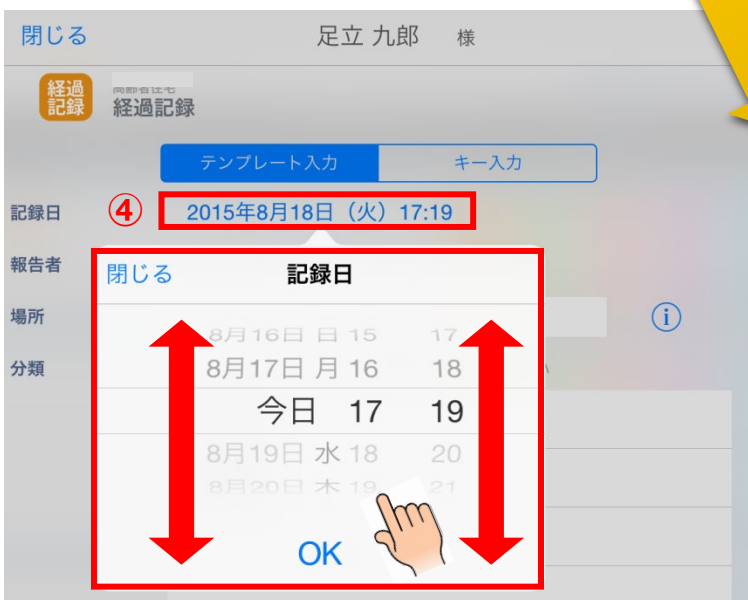 閉じる 足立 九郎 様
経過
記録
高齢者住宅
経過記録
テンプレート入力 キー入力
記録日 ④ 2015年8月18日（火）17:19
報告者
場所
分類
閉じる 記録日
8月16日 日 15 17
8月17日 月 16 18
今日 17 19
8月19日 水 18 20
8月20日 木 19 21
OK